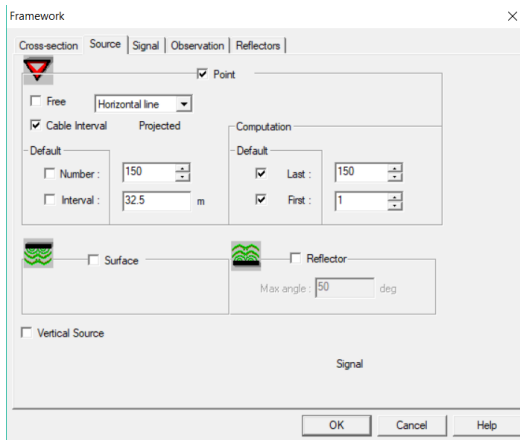 Framework
Cross-section Source Signal Observation Reflectors
Point
Free Horizontal line
Cable Interval Projected
Computation
Default
Default
Number : 150
Last : 150
Interval : 32.5 m
First : 1
Surface
Reflector
Max angle : 50 deg
Vertical Source
Signal
OK Cancel Help